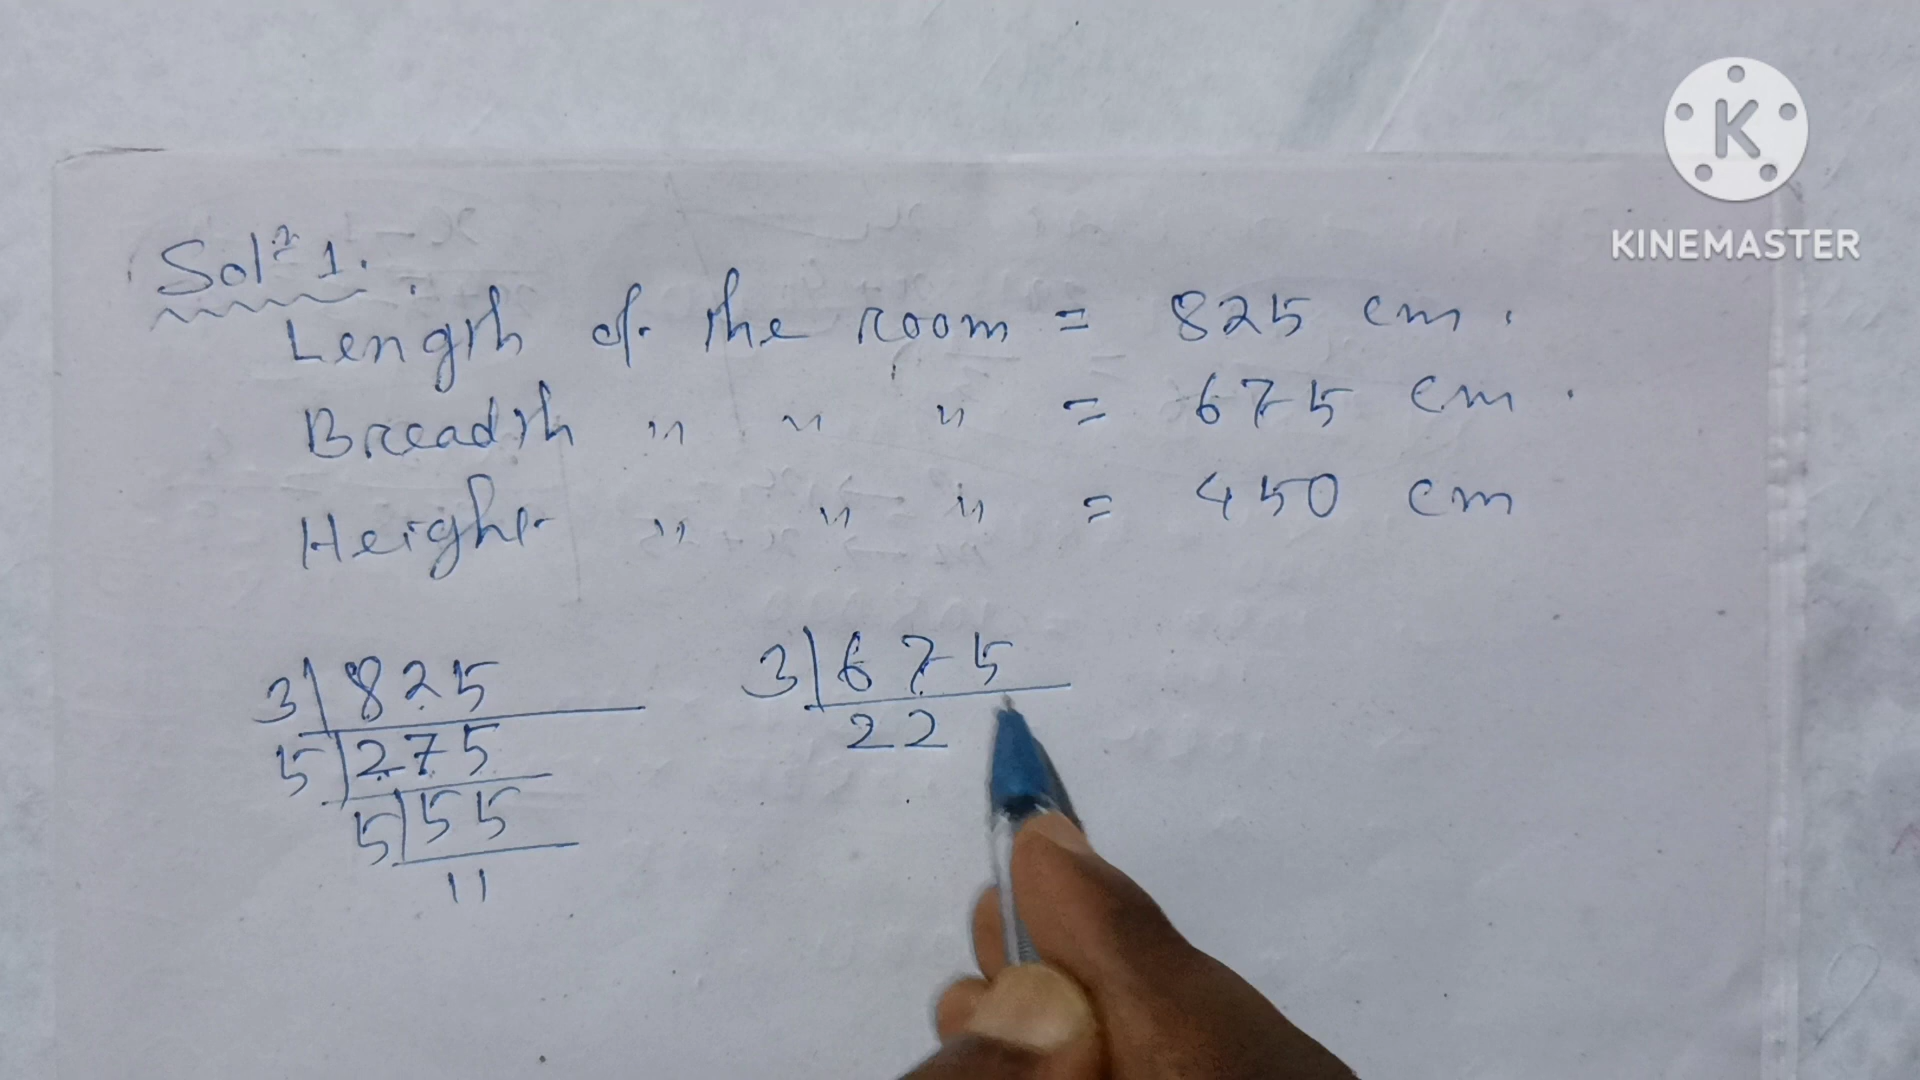 K
KINEMASTER
Solⁿ 1.
Length of the room = 825 cm.
Breadth " " " = 675 cm.
Height " " " = 450 cm
3 | 825
5 | 275
5 | 55
11
3 | 675
22